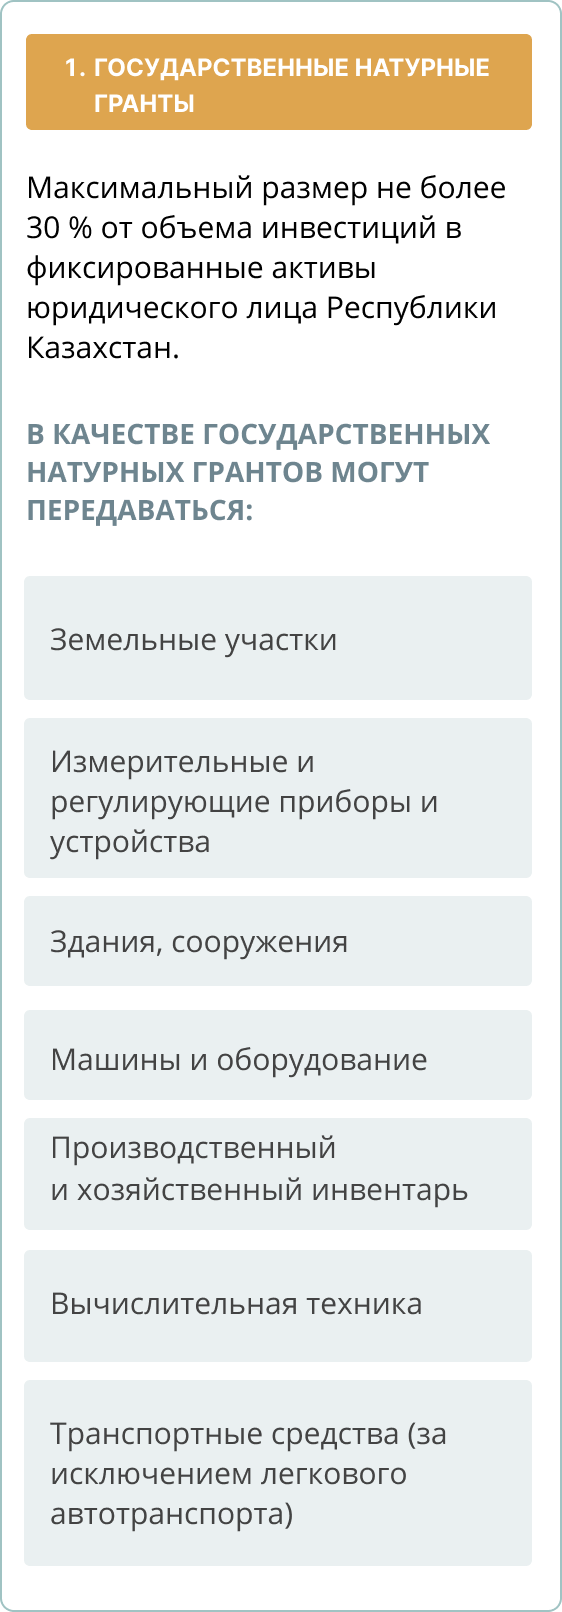 1. ГОСУДАРСТВЕННЫЕ НАТУРНЫЕ
ГРАНТЫ
Максимальный размер не более
30 % от объема инвестиций в
фиксированные активы
юридического лица Республики
Казахстан.
В КАЧЕСТВЕ ГОСУДАРСТВЕННЫХ
НАТУРНЫХ ГРАНТОВ МОГУТ
ПЕРЕДАВАТЬСЯ:
Земельные участки
Измерительные и
регулирующие приборы и
устройства
Здания, сооружения
Машины и оборудование
Производственный
и хозяйственный инвентарь
Вычислительная техника
Транспортные средства (за
исключением легкового
автотранспорта)